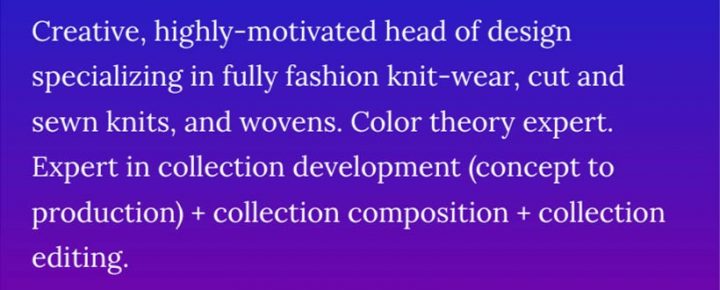 Creative, highly-motivated head of design
specializing in fully fashion knit-wear, cut and
sewn knits, and wovens. Color theory expert.
Expert in collection development (concept to
production) + collection composition + collection
editing.